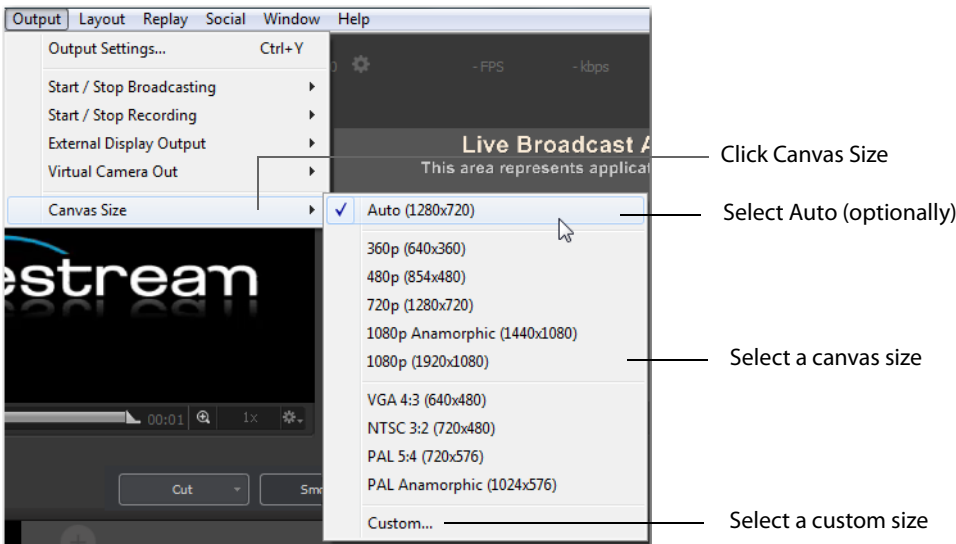 Output Layout Replay Social Window Help
Output Settings... Ctrl+Y
- FPS - kbps
Start / Stop Broadcasting
Start / Stop Recording
External Display Output
Live Broadcast
Virtual Camera Out
This area represents
Click Canvas Size
Canvas Size
Auto (1280x720)
Select Auto (optionally)
360p (640x360)
480p (854x480)
720p (1280x720)
1080p Anamorphic (1440x1080)
1080p (1920x1080)
Select a canvas size
VGA 4:3 (640x480)
00:01 1x
NTSC 3:2 (720x480)
PAL 5:4 (720x576)
PAL Anamorphic (1024x576)
Cut
Custom...
Select a custom size